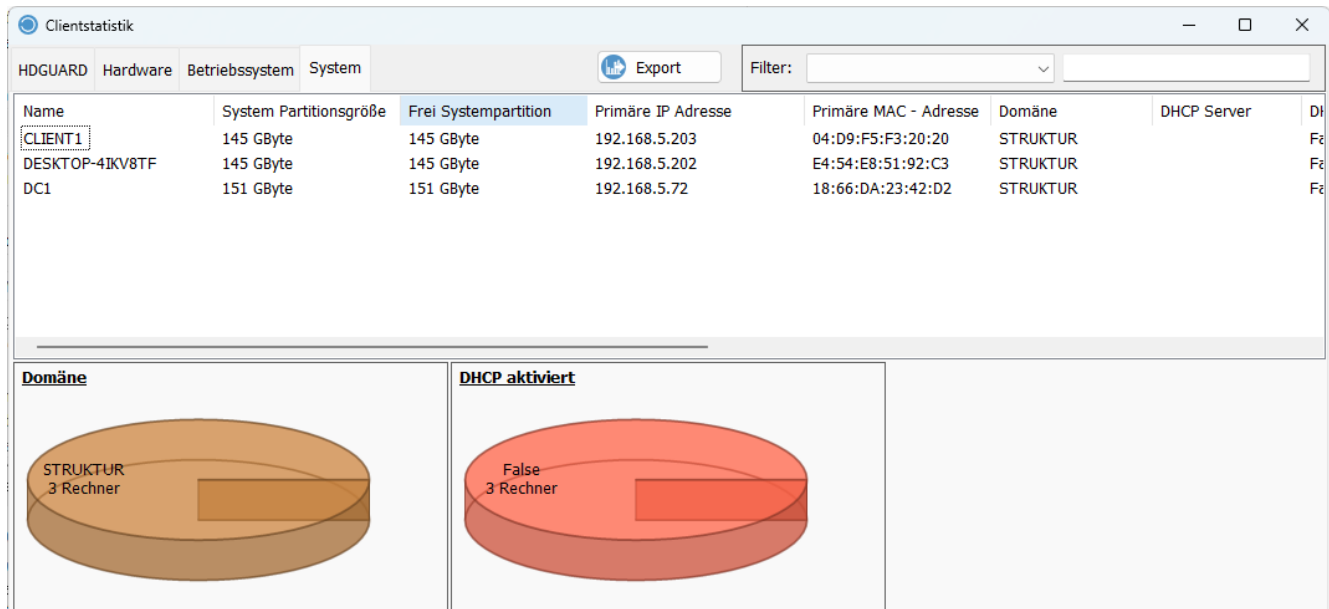 Clientstatistik
HDGUARD Hardware Betriebssystem System Export Filter:
Name System Partitionsgröße Frei Systempartition Primäre IP Adresse Primäre MAC - Adresse Domäne DHCP Server
CLIENT1 145 GByte 145 GByte 192.168.5.203 04:D9:F5:F3:20:20 STRUKTUR
DESKTOP-4IKV8TF 145 GByte 145 GByte 192.168.5.202 E4:54:E8:51:92:C3 STRUKTUR
DC1 151 GByte 151 GByte 192.168.5.72 18:66:DA:23:42:D2 STRUKTUR
Domäne
STRUKTUR
3 Rechner
DHCP aktiviert
False
3 Rechner